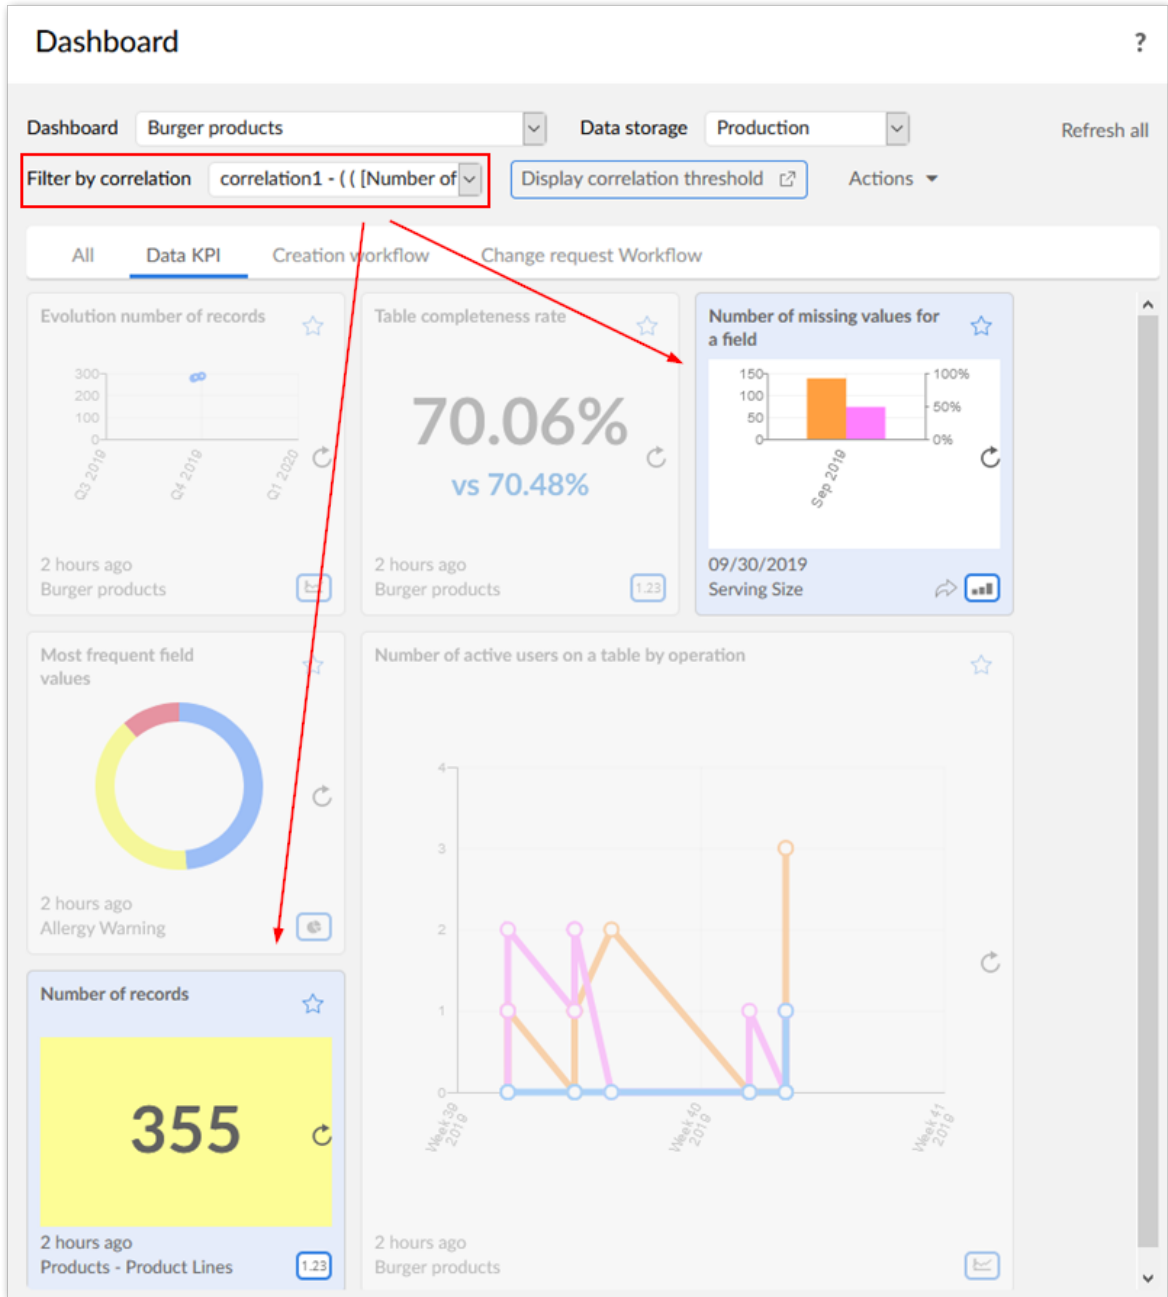 Dashboard
?
Dashboard Burger products Data storage Production Refresh all
Filter by correlation correlation1 - ( ( [Number of Display correlation threshold Actions
All Data KPI Creation workflow Change request Workflow
Evolution number of records
300
200
100
0
Q3 2019
Q4 2019
Q1 2020
2 hours ago
Burger products
Table completeness rate
70.06%
vs 70.48%
2 hours ago
Burger products
1.23
Number of missing values for
a field
150
100
50
0
100%
50%
0%
Sep 2019
09/30/2019
Serving Size
Most frequent field
values
2 hours ago
Allergy Warning
Number of active users on a table by operation
4
3
2
1
0
Week 39
2019
Week 40
2019
Week 41
2019
2 hours ago
Burger products
Number of records
355
2 hours ago
Products - Product Lines
1.23